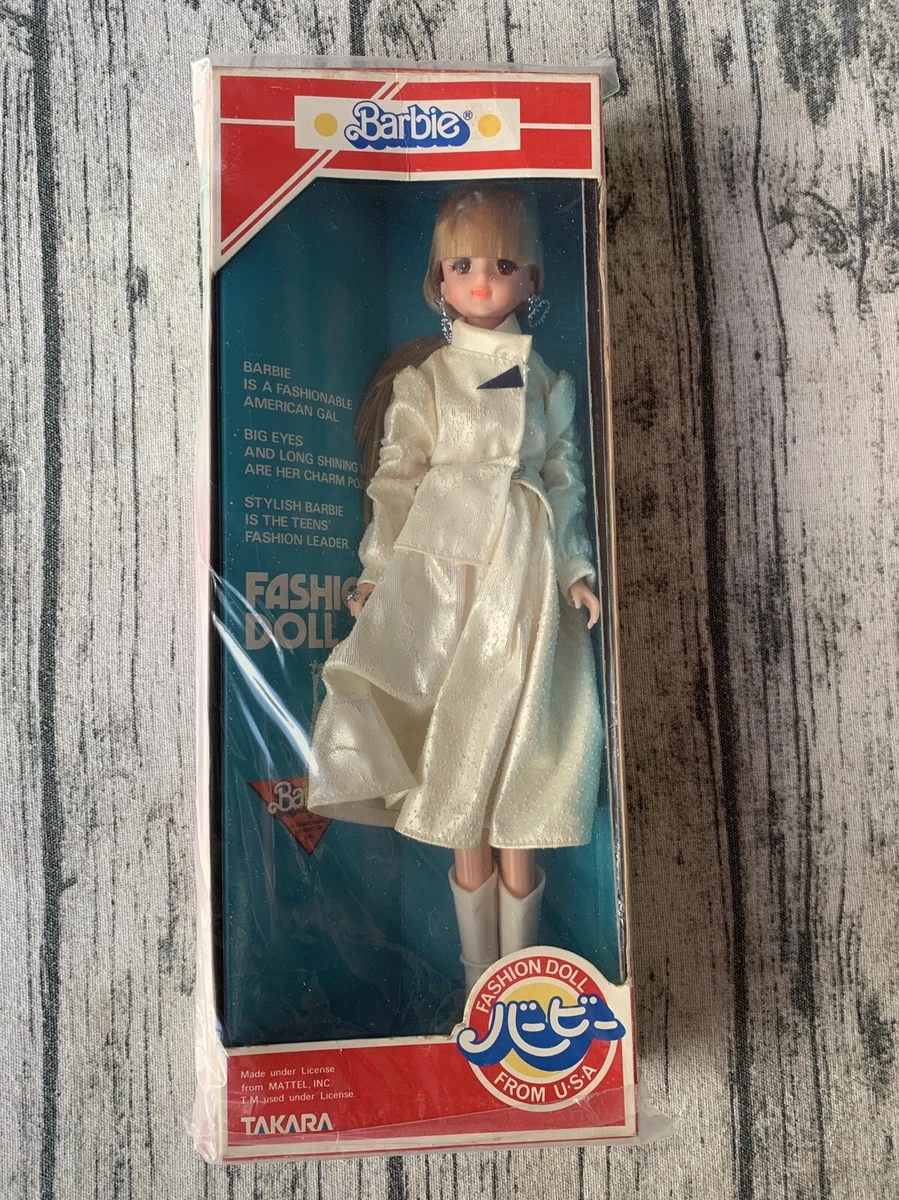 Barbie®
BARBIE
IS A FASHIONABLE
AMERICAN GAL
BIG EYES
AND LONG SHINING
ARE HER CHARM
STYLISH BARBIE
IS THE TEENS'
FASHION LEADER.
DOLL
FASHION DOLL
バービー
FROM U·S·A
Made under License
from MATTEL, INC.
T.M.used under License.
TAKARA